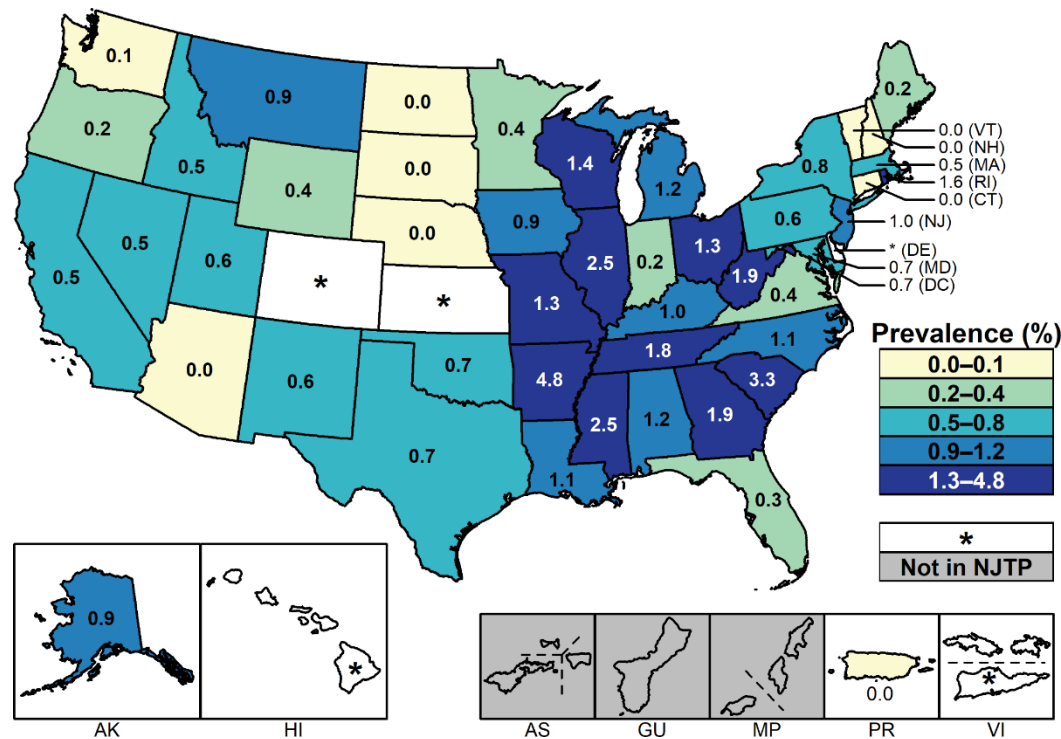 0.1
0.9
0.0
0.2
0.5
0.4
0.0
0.4
1.4
1.2
0.8
0.2
0.0 (VT)
0.0 (NH)
0.5 (MA)
1.6 (RI)
0.0 (CT)
1.0 (NJ)
* (DE)
0.7 (MD)
0.7 (DC)
0.5
0.5
0.6
*
0.0
*
0.9
2.5
0.2
1.3
0.6
1.9
0.4
1.3
1.0
1.1
0.0
0.6
0.7
4.8
1.8
3.3
0.7
1.1
2.5
1.2
1.9
0.3
Prevalence (%)
0.0–0.1
0.2–0.4
0.5–0.8
0.9–1.2
1.3–4.8
*
Not in NJTP
0.9
*
0.0
*
AK
HI
AS
GU
MP
PR
VI